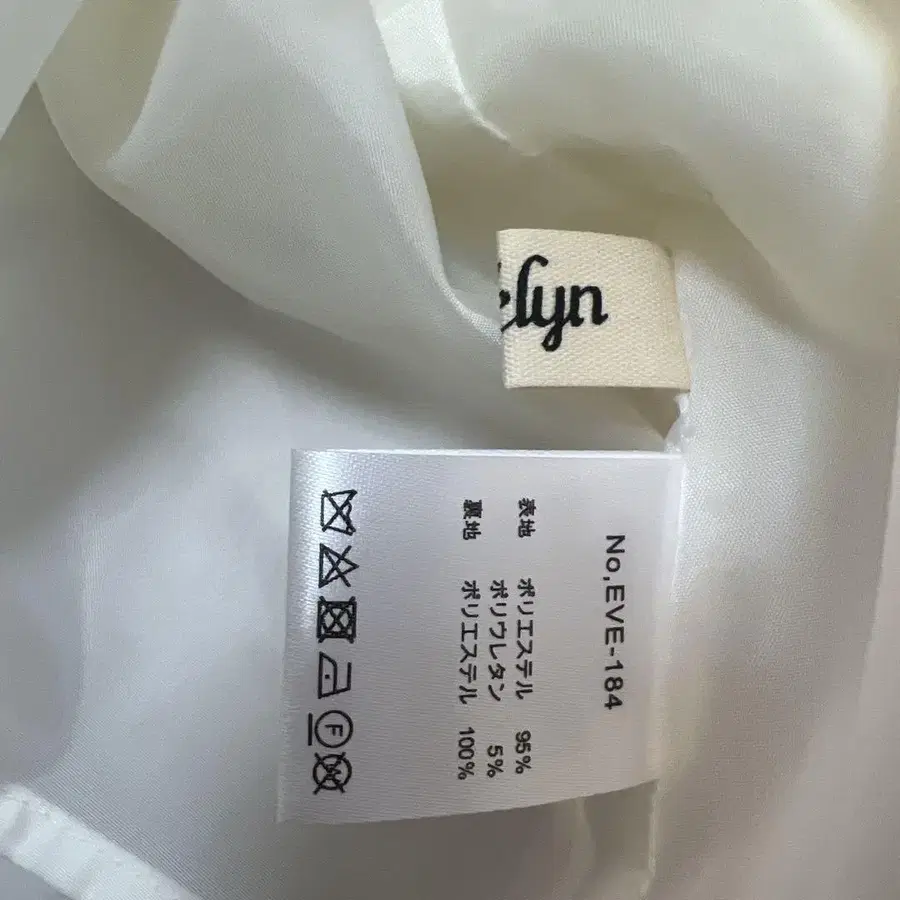 elyn
No,EVE-184
表地 ポリエステル 95%
ポリウレタン 5%
裏地 ポリエステル 100%
F
W